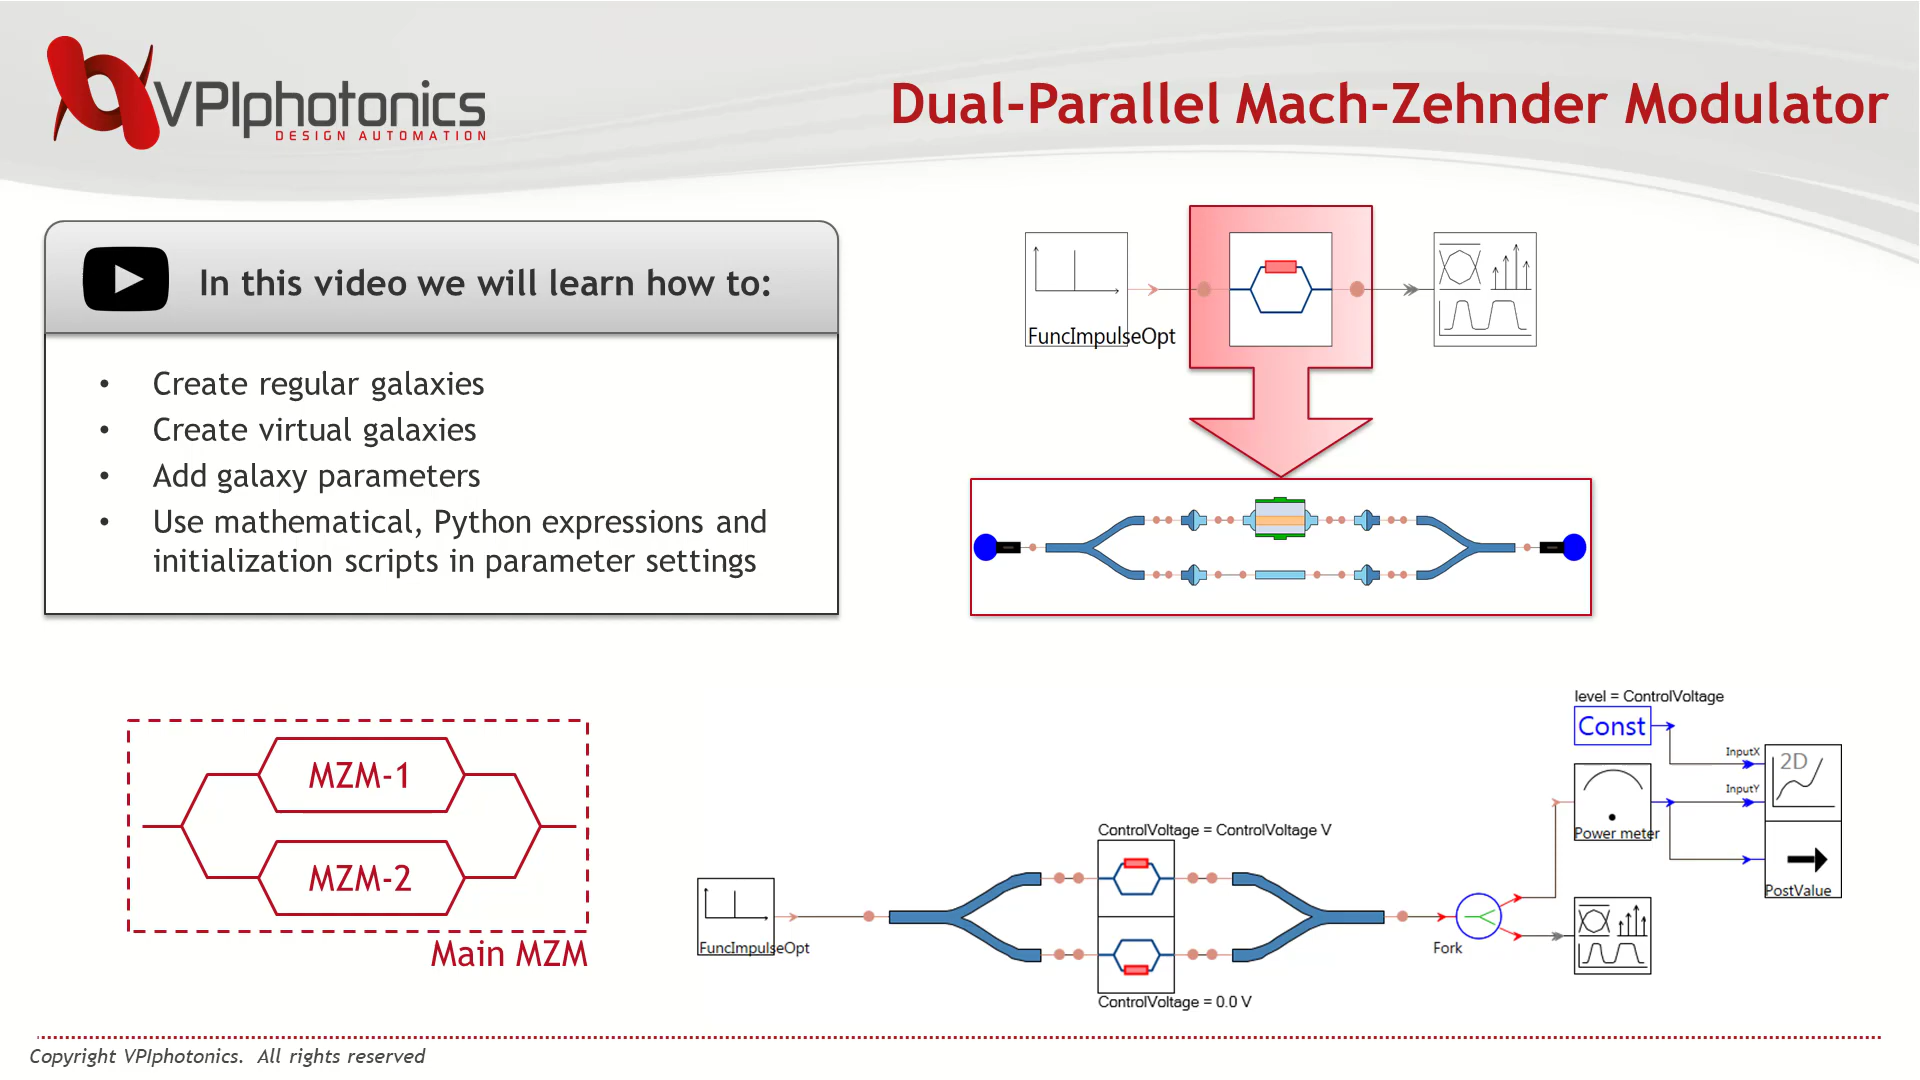 VPIphotonics
DESIGN AUTOMATION
Dual-Parallel Mach-Zehnder Modulator
In this video we will learn how to:
• Create regular galaxies
• Create virtual galaxies
• Add galaxy parameters
• Use mathematical, Python expressions and
initialization scripts in parameter settings
FuncImpulseOpt
MZM-1
MZM-2
Main MZM
FuncImpulseOpt
ControlVoltage = ControlVoltage V
ControlVoltage = 0.0 V
Fork
level = ControlVoltage
Const
InputX
2D
InputY
Power meter
PostValue
Copyright VPIphotonics. All rights reserved